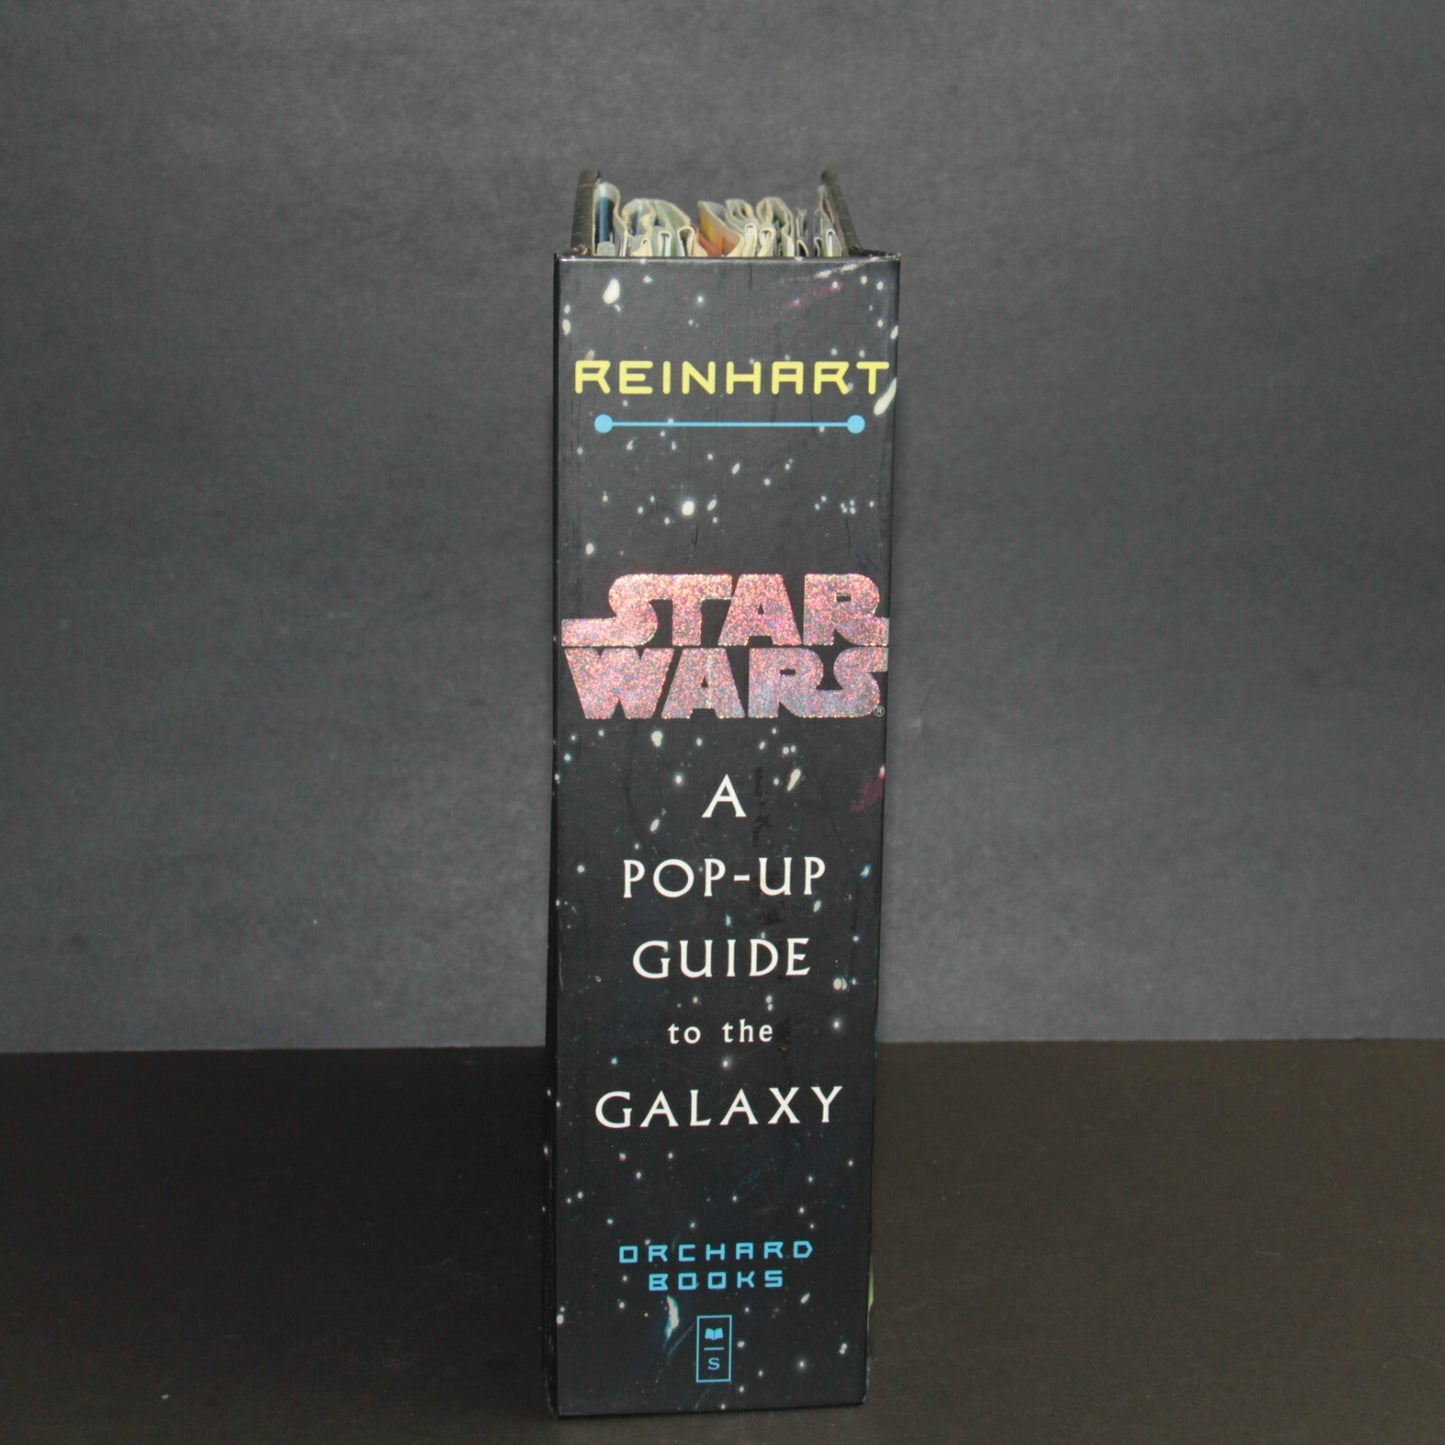 REINHART
STAR
WARS®
A
POP-UP
GUIDE
to the
GALAXY
ORCHARD
BOOKS
S